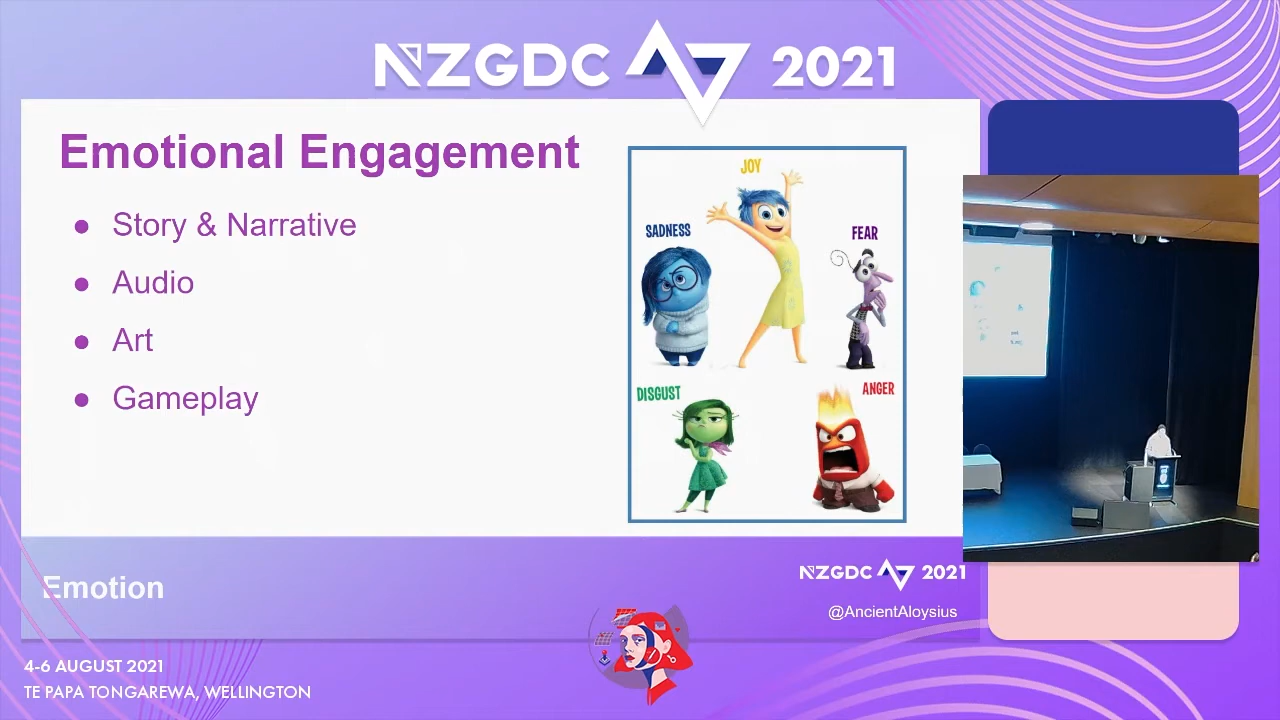 NZGDC 2021
Emotional Engagement
● Story & Narrative
● Audio
● Art
● Gameplay
JOY
SADNESS
FEAR
DISGUST
ANGER
Emotion
NZGDC 2021
@AncientAloysius
4-6 AUGUST 2021
TE PAPA TONGAREWA, WELLINGTON